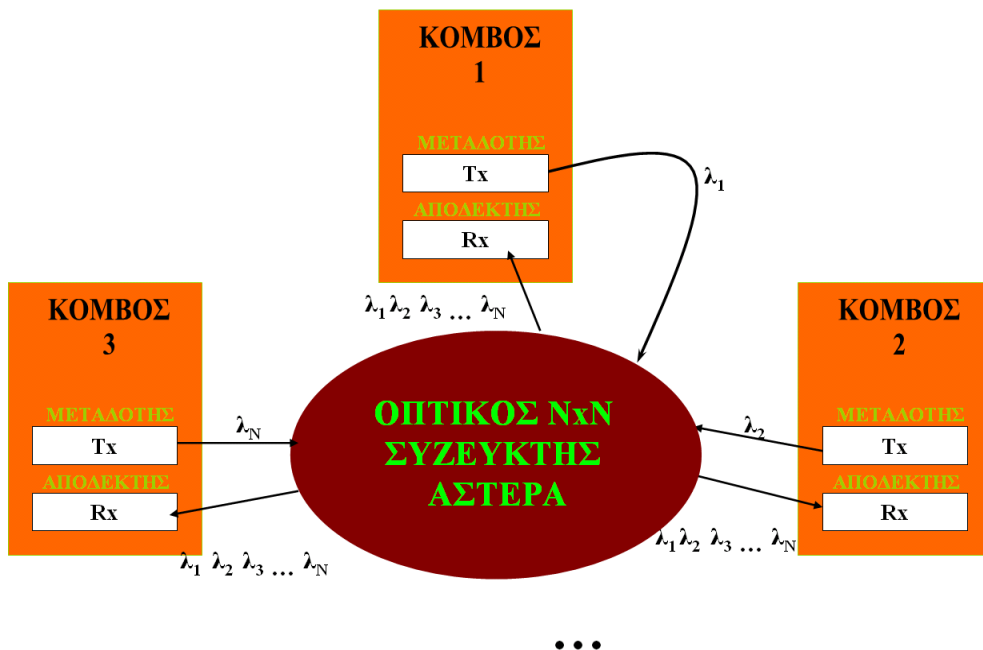 ΚΟΜΒΟΣ
1
ΜΕΤΑΔΟΤΗΣ
Tx
ΑΠΟΔΕΚΤΗΣ
Rx
λ1
λ1 λ2 λ3 ... λN
ΚΟΜΒΟΣ
3
ΜΕΤΑΔΟΤΗΣ
Tx
ΑΠΟΔΕΚΤΗΣ
Rx
λN
λ1 λ2 λ3 ... λN
ΟΠΤΙΚΟΣ NxN
ΣΥΖΕΥΚΤΗΣ
ΑΣΤΕΡΑ
ΚΟΜΒΟΣ
2
ΜΕΤΑΔΟΤΗΣ
Tx
ΑΠΟΔΕΚΤΗΣ
Rx
λ2
λ1 λ2 λ3 ... λN
...